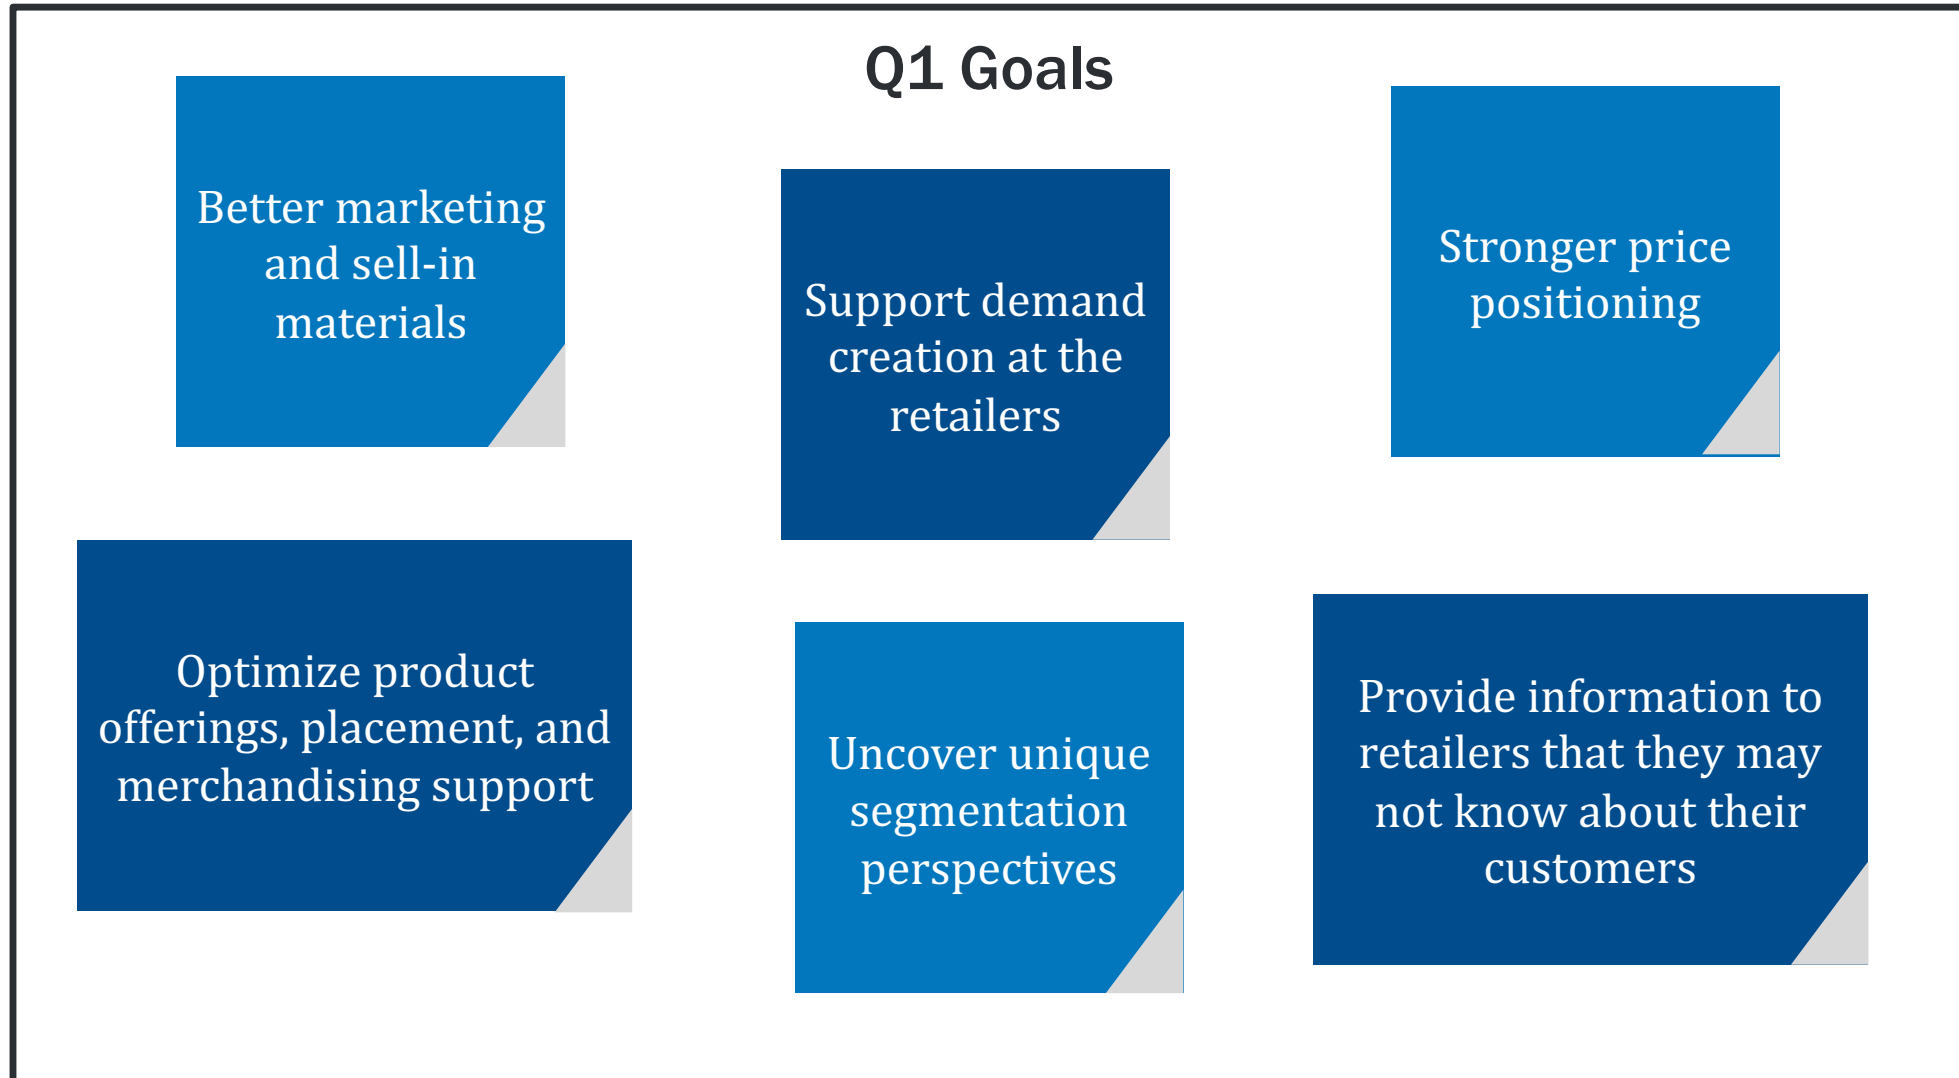 Q1 Goals
Better marketing
and sell-in
materials
Support demand
creation at the
retailers
Stronger price
positioning
Optimize product
offerings, placement, and
merchandising support
Uncover unique
segmentation
perspectives
Provide information to
retailers that they may
not know about their
customers